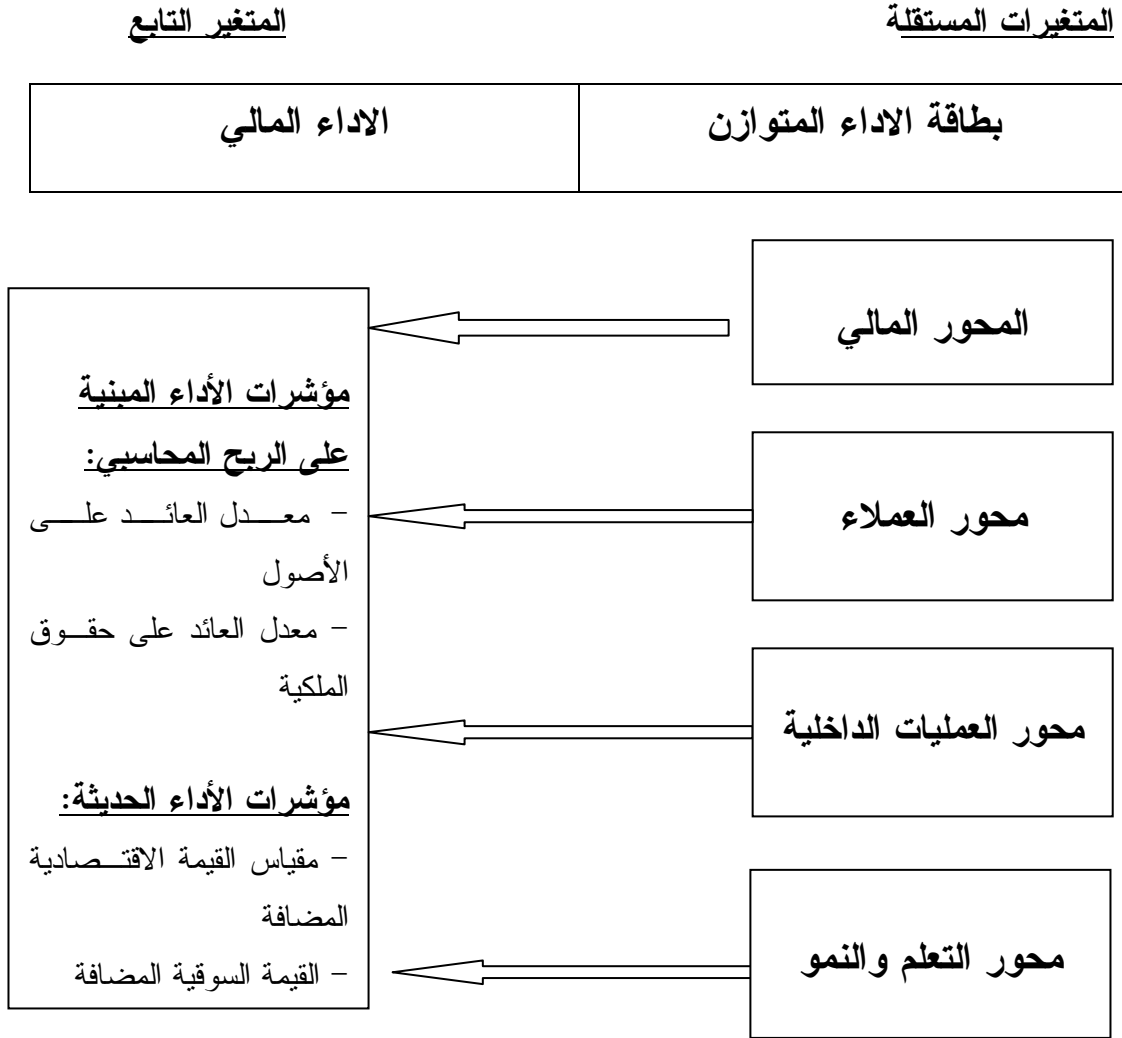 المتغيرات المستقلة
المتغير التابع
بطاقة الاداء المتوازن
الاداء المالي
المحور المالي
محور العملاء
محور العمليات الداخلية
محور التعلم والنمو
مؤشرات الأداء المبنية
على الربح المحاسبي:
- معدل العائد على
الأصول
- معدل العائد على حقوق
الملكية
مؤشرات الأداء الحديثة:
- مقياس القيمة الاقتصادية
المضافة
- القيمة السوقية المضافة